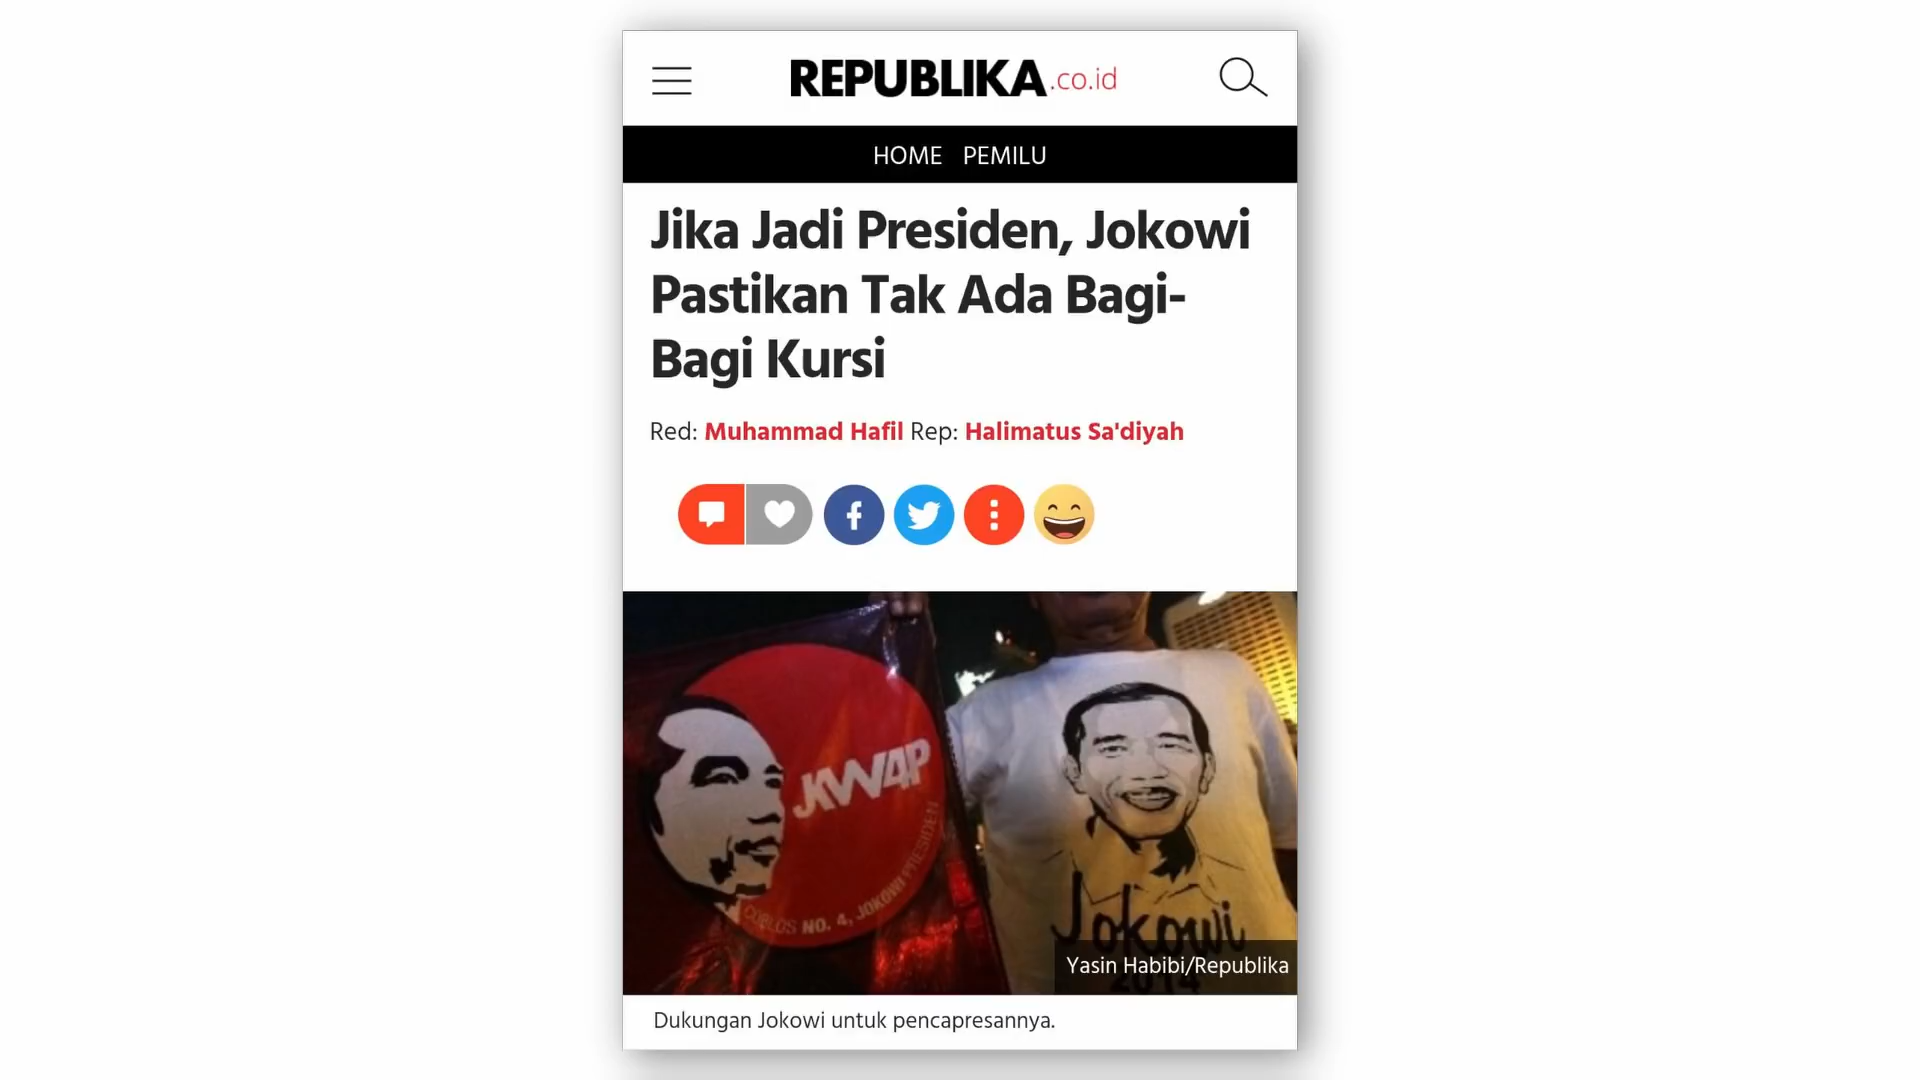 REPUBLIKA.co.id
HOME PEMILU
Jika Jadi Presiden, Jokowi
Pastikan Tak Ada Bagi-
Bagi Kursi
Red: Muhammad Hafil Rep: Halimatus Sa'diyah
JKW4P
COBLOS NO. 4, JOKOWI PRESIDEN
Jokowi
2014
Yasin Habibi/Republika
Dukungan Jokowi untuk pencapresannya.